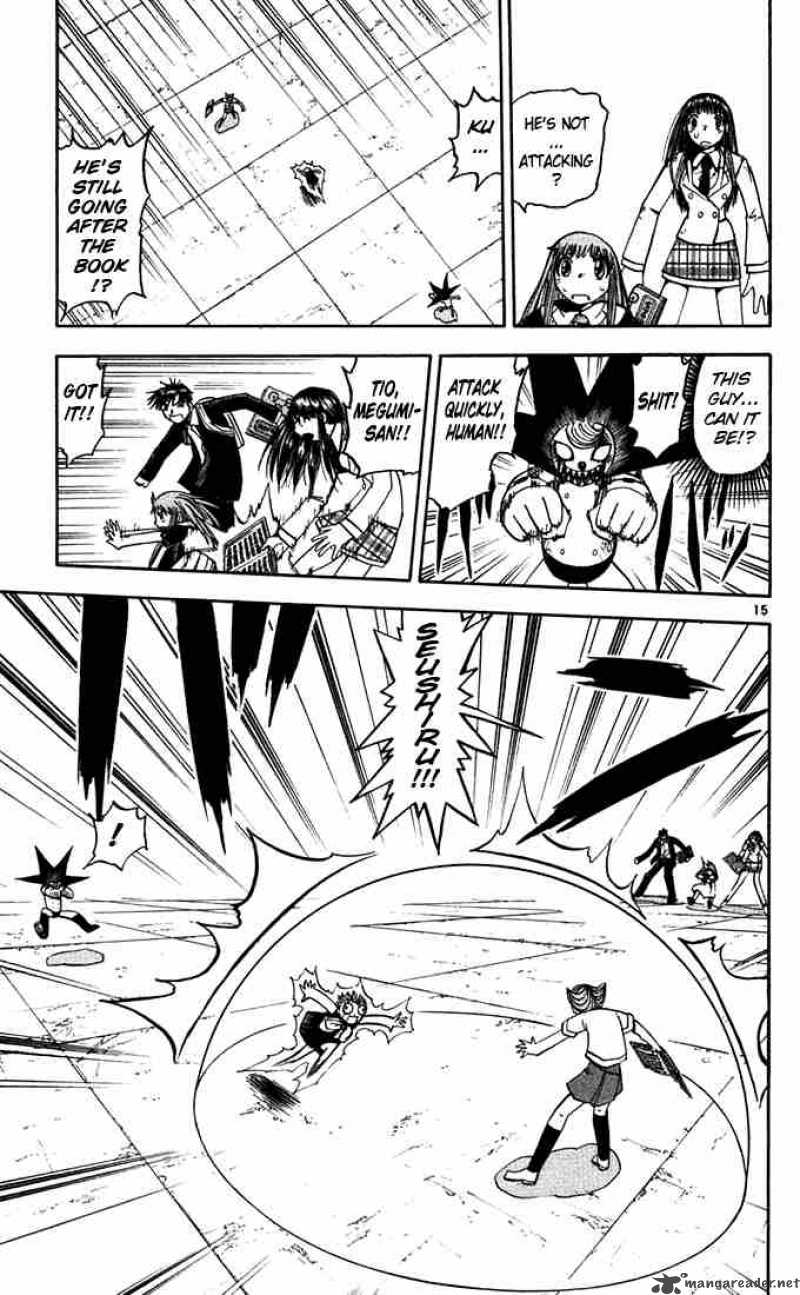 HE'S NOT
...
ATTACKING
?
KU
...
HE'S
STILL
GOING
AFTER
THE
BOOK
!?
THIS
GUY...
CAN IT
BE!?
SHIT!
ATTACK
QUICKLY,
HUMAN!!
TIO,
MEGUMI-
SAN!!
GOT
IT!!
15
SEUSHIRU!!!
!
mangareader.net